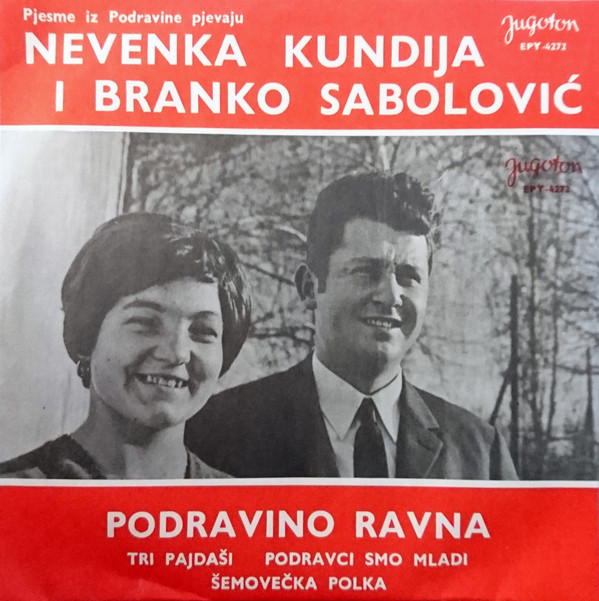 Pjesme iz Podravine pjevaju
Jugoton
EPY-4272
NEVENKA KUNDIJA
I BRANKO SABOLOVIĆ
Jugoton
EPY-4272
PODRAVINO RAVNA
TRI PAJDAŠI PODRAVCI SMO MLADI
ŠEMOVEČKA POLKA